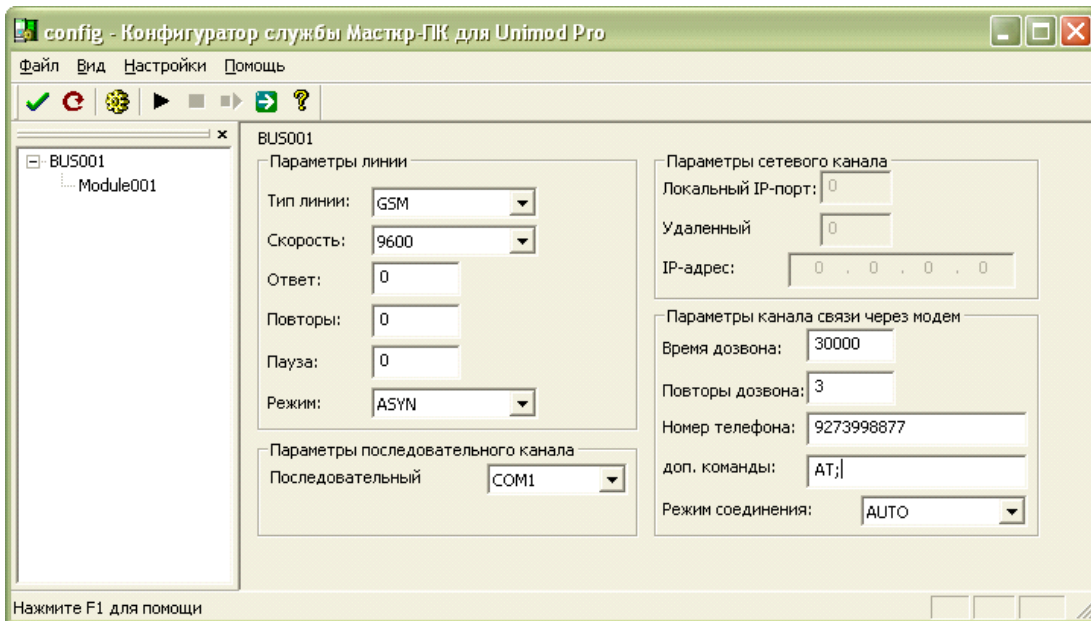 config - Конфигуратор службы Масткр-ПК для Unimod Pro
Файл Вид Настройки Помощь
BUS001
Module001
BUS001
Параметры линии
Тип линии: GSM
Скорость: 9600
Ответ: 0
Повторы: 0
Пауза: 0
Режим: ASYN
Параметры последовательного канала
Последовательный COM1
Параметры сетевого канала
Локальный IP-порт: 0
Удаленный 0
IP-адрес: 0 . 0 . 0 . 0
Параметры канала связи через модем
Время дозвона: 30000
Повторы дозвона: 3
Номер телефона: 9273998877
доп. команды: AT;
Режим соединения: AUTO
Нажмите F1 для помощи